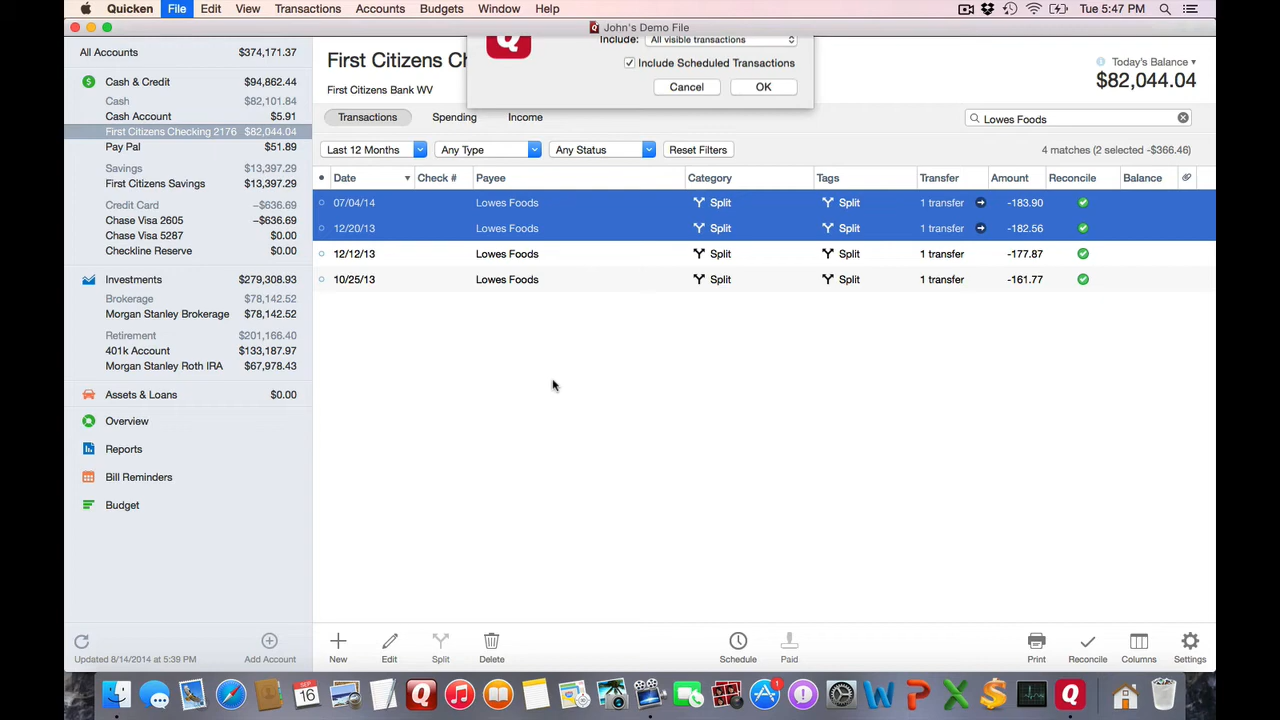 Quicken File Edit View Transactions Accounts Budgets Window Help Tue 5:47 PM
John's Demo File
All Accounts $374,171.37
Cash & Credit $94,862.44
Cash $82,101.84
Cash Account $5.91
First Citizens Checking 2176 $82,044.04
Pay Pal $51.89
Savings $13,397.29
First Citizens Savings $13,397.29
Credit Card −$636.69
Chase Visa 2605 −$636.69
Chase Visa 5287 $0.00
Checkline Reserve $0.00
Investments $279,308.93
Brokerage $78,142.52
Morgan Stanley Brokerage $78,142.52
Retirement $201,166.40
401k Account $133,187.97
Morgan Stanley Roth IRA $67,978.43
Assets & Loans $0.00
Overview
Reports
Bill Reminders
Budget
Updated 8/14/2014 at 5:39 PM Add Account
First Citizens Ch
First Citizens Bank WV
Include: All visible transactions
Include Scheduled Transactions
Cancel OK
Today's Balance
$82,044.04
Transactions Spending Income Lowes Foods
Last 12 Months Any Type Any Status Reset Filters 4 matches (2 selected -$366.46)
Date Check # Payee Category Tags Transfer Amount Reconcile Balance
07/04/14 Lowes Foods Split Split 1 transfer -183.90
12/20/13 Lowes Foods Split Split 1 transfer -182.56
12/12/13 Lowes Foods Split Split 1 transfer -177.87
10/25/13 Lowes Foods Split Split 1 transfer -161.77
New Edit Split Delete Schedule Paid Print Reconcile Columns Settings
SEP
16
1